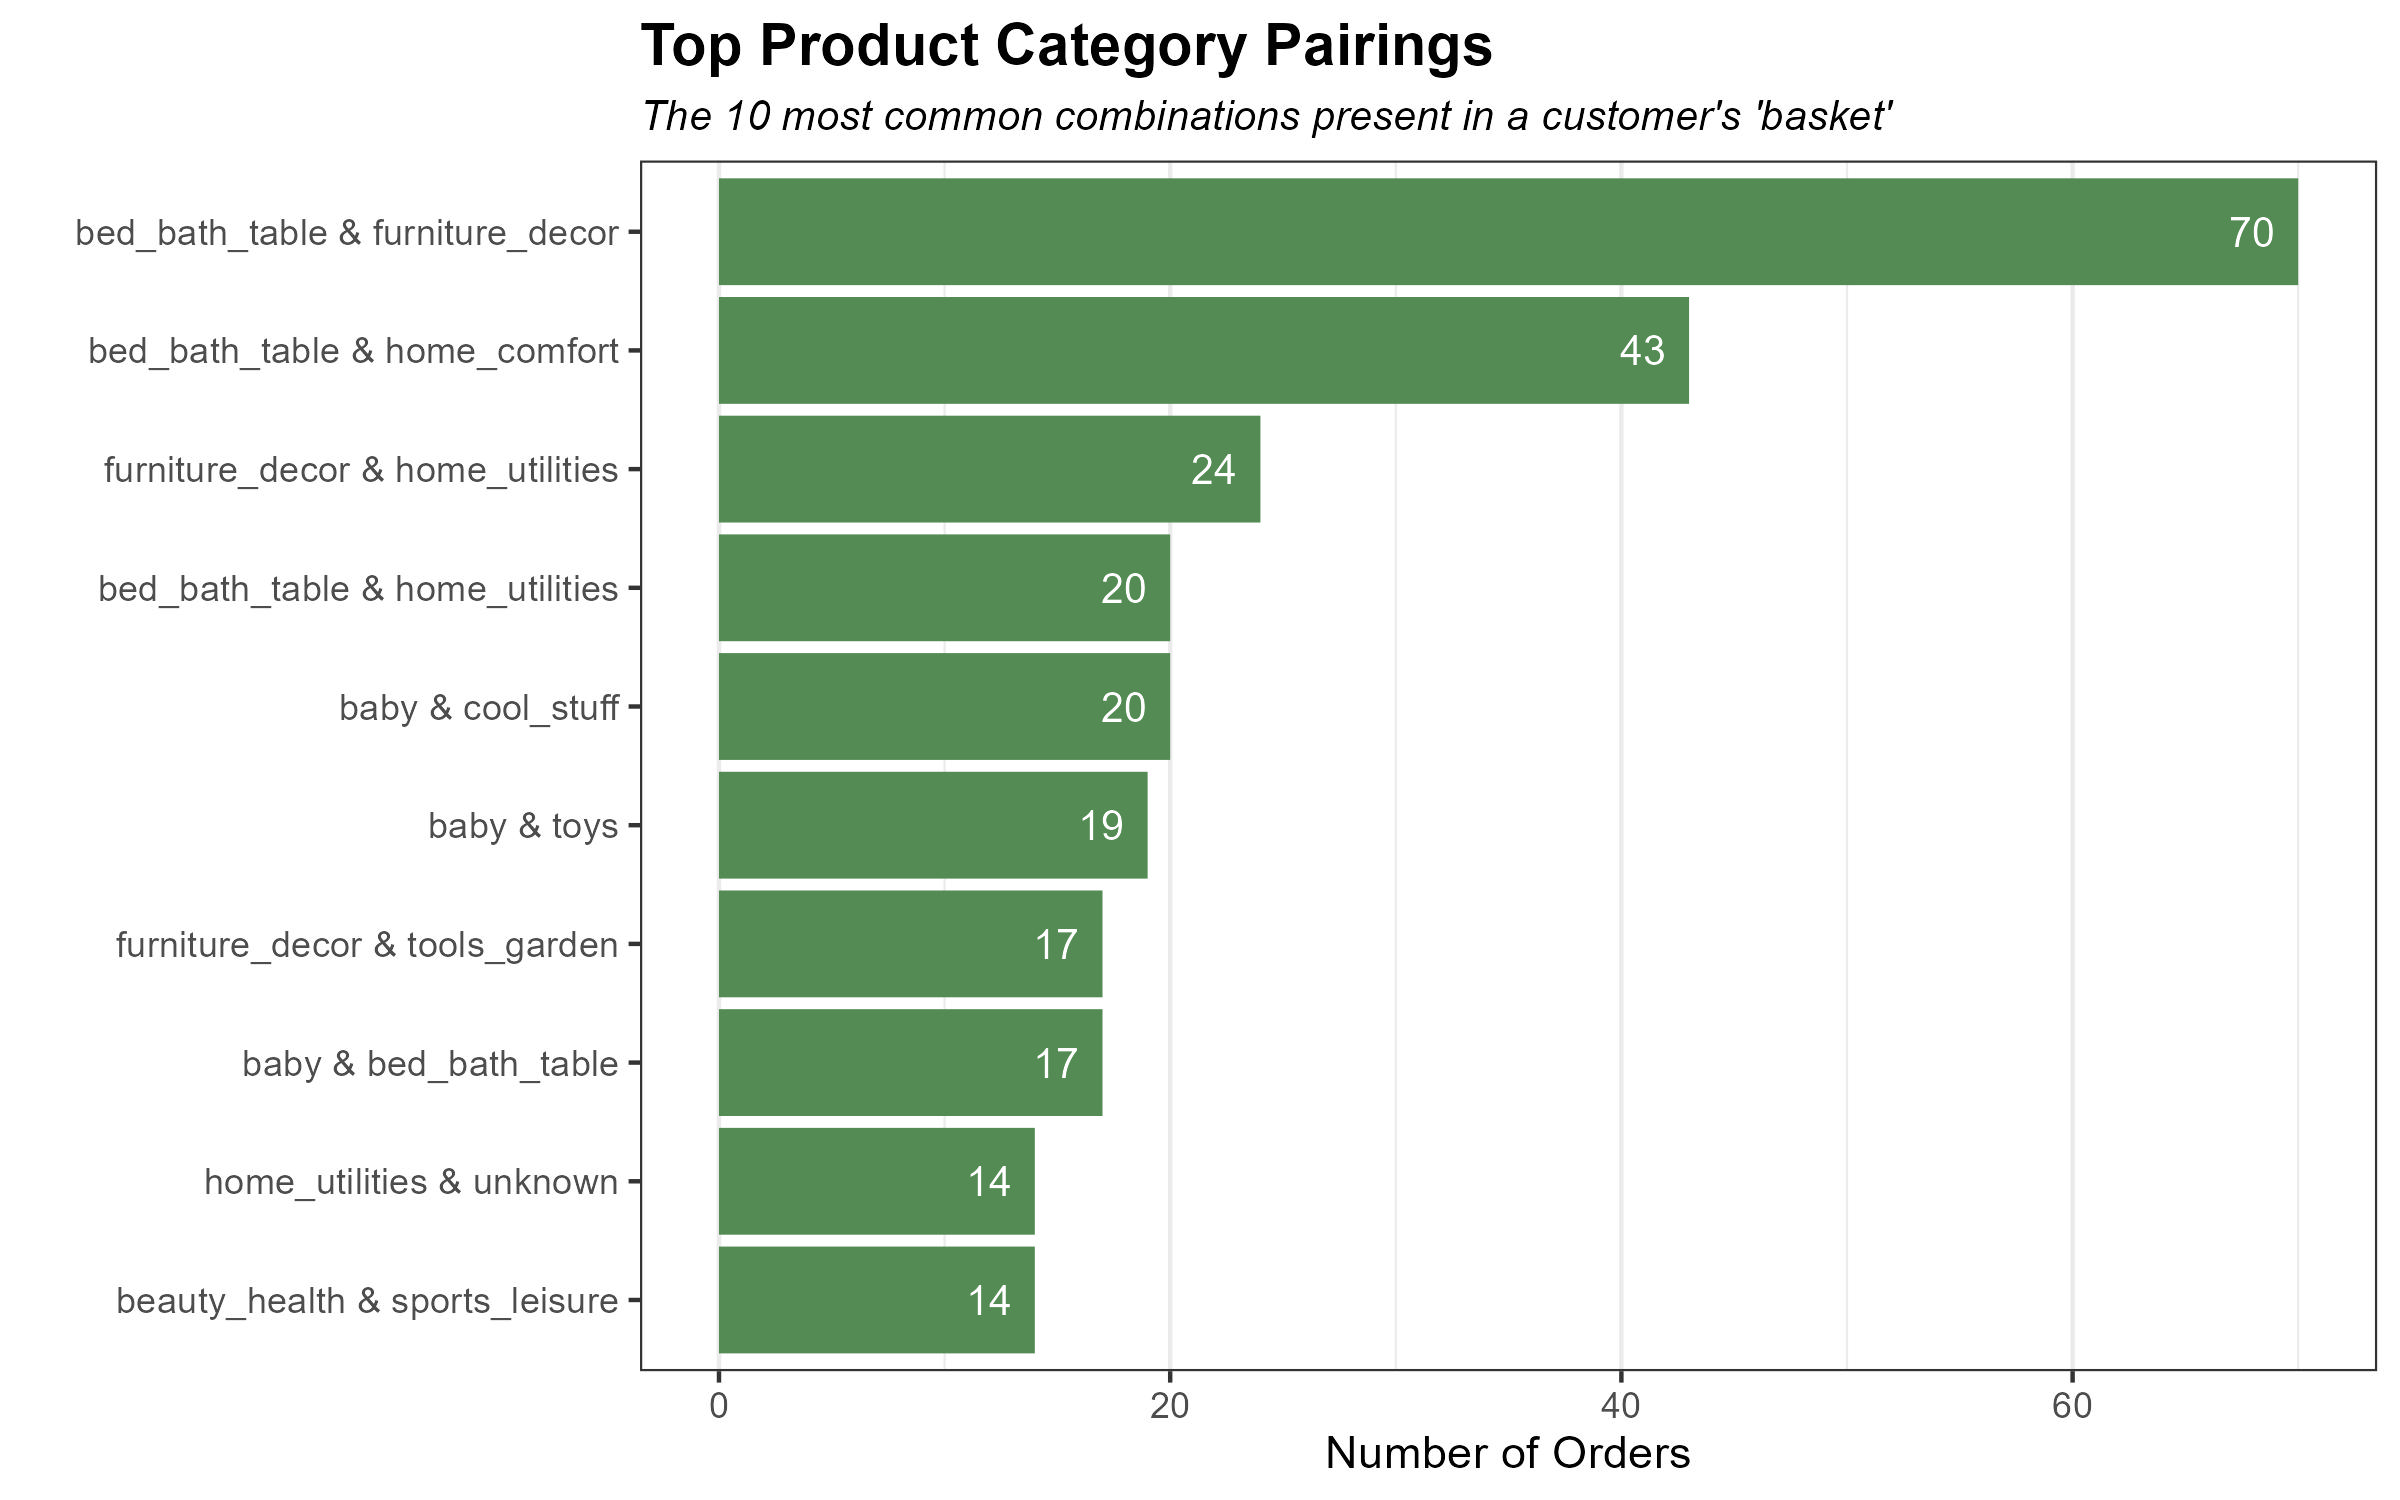 Top Product Category Pairings
The 10 most common combinations present in a customer's 'basket'
bed_bath_table & furniture_decor
70
bed_bath_table & home_comfort
43
furniture_decor & home_utilities
24
bed_bath_table & home_utilities
20
baby & cool_stuff
20
baby & toys
19
furniture_decor & tools_garden
17
baby & bed_bath_table
17
home_utilities & unknown
14
beauty_health & sports_leisure
14
0 20 40 60
Number of Orders